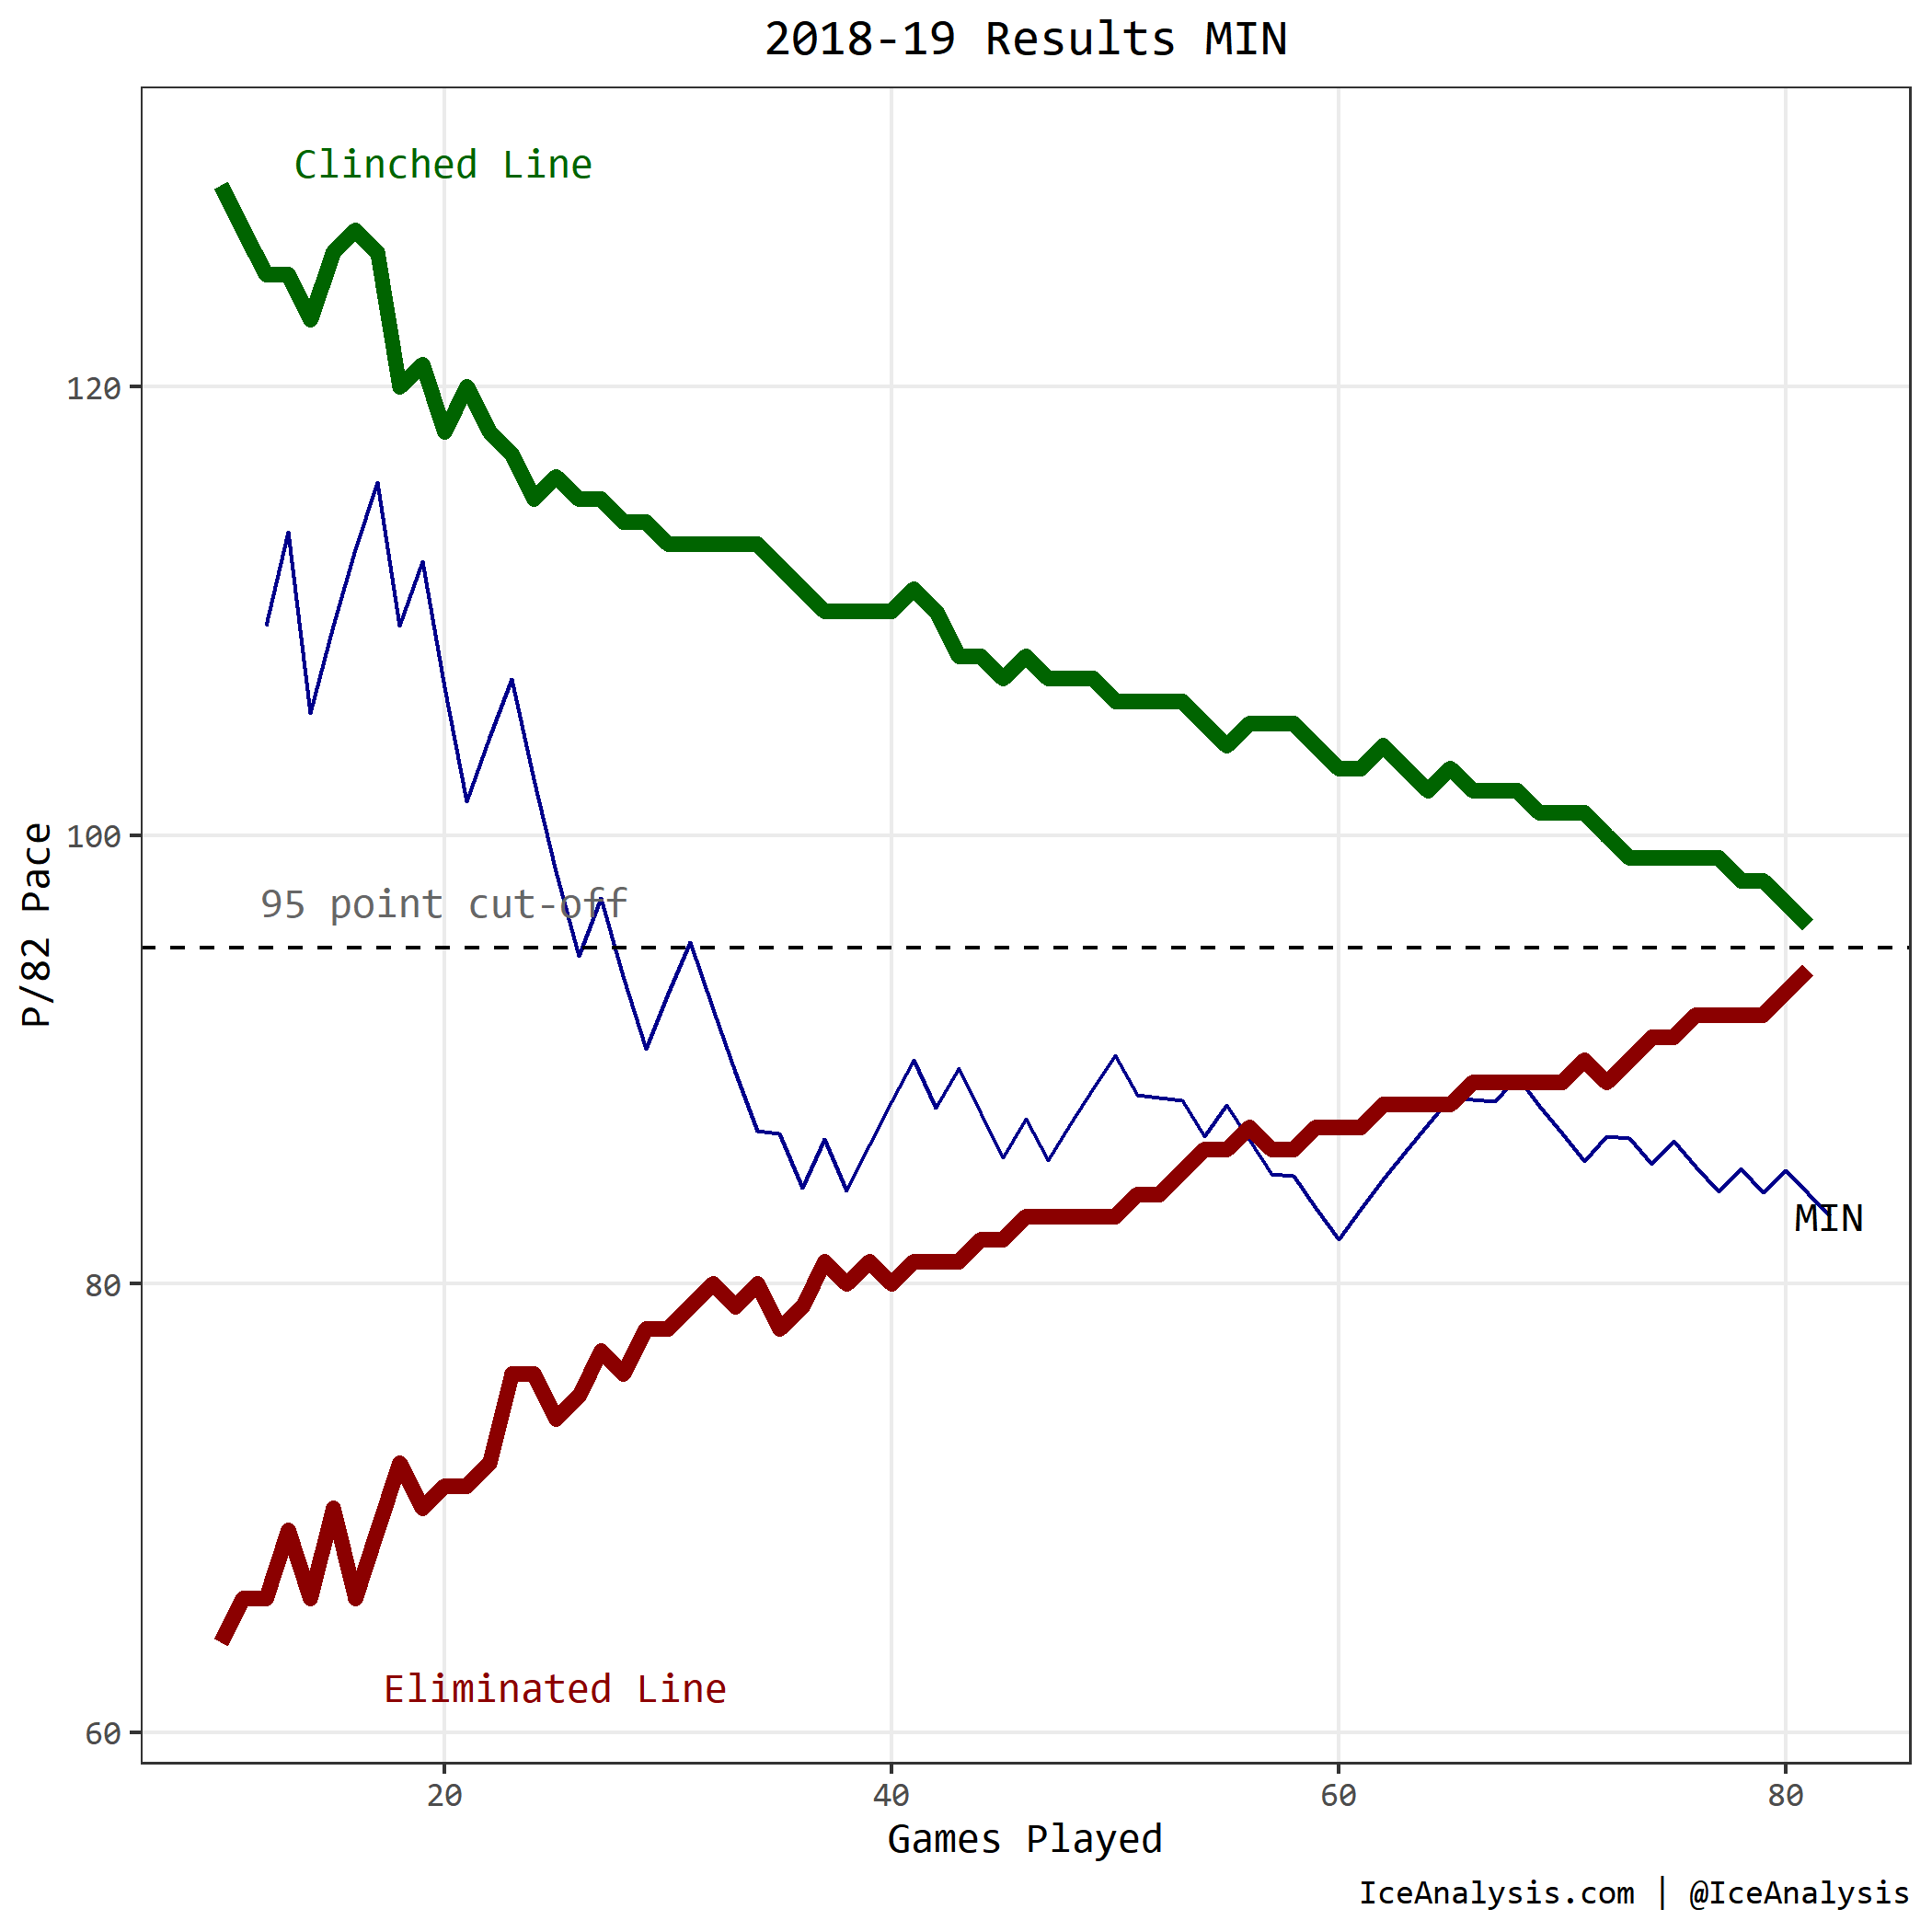 2018-19 Results MIN
Clinched Line
120
100
95 point cut-off
P/82 Pace
MIN
80
Eliminated Line
60
20 40 60 80
Games Played
IceAnalysis.com | @IceAnalysis